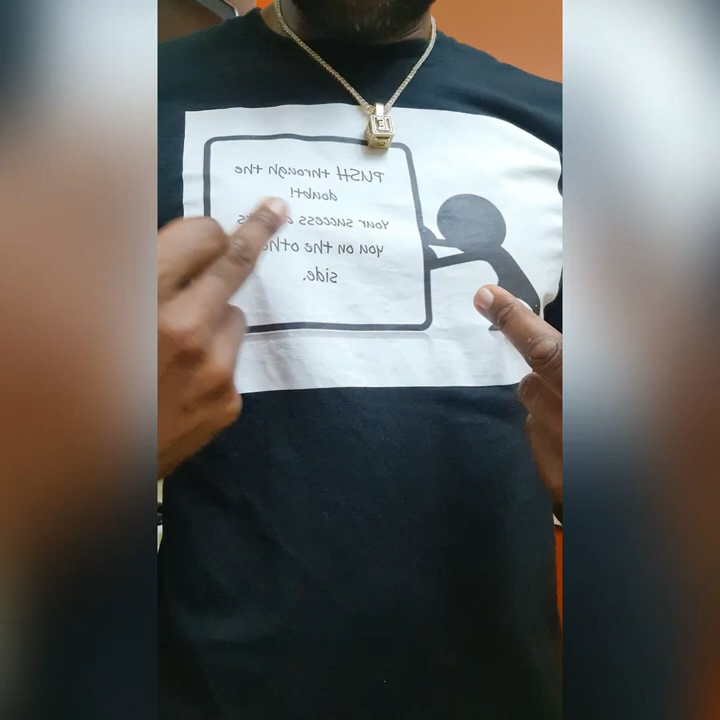 PUSH through the
doubt!
Your success
you on the
side.
E